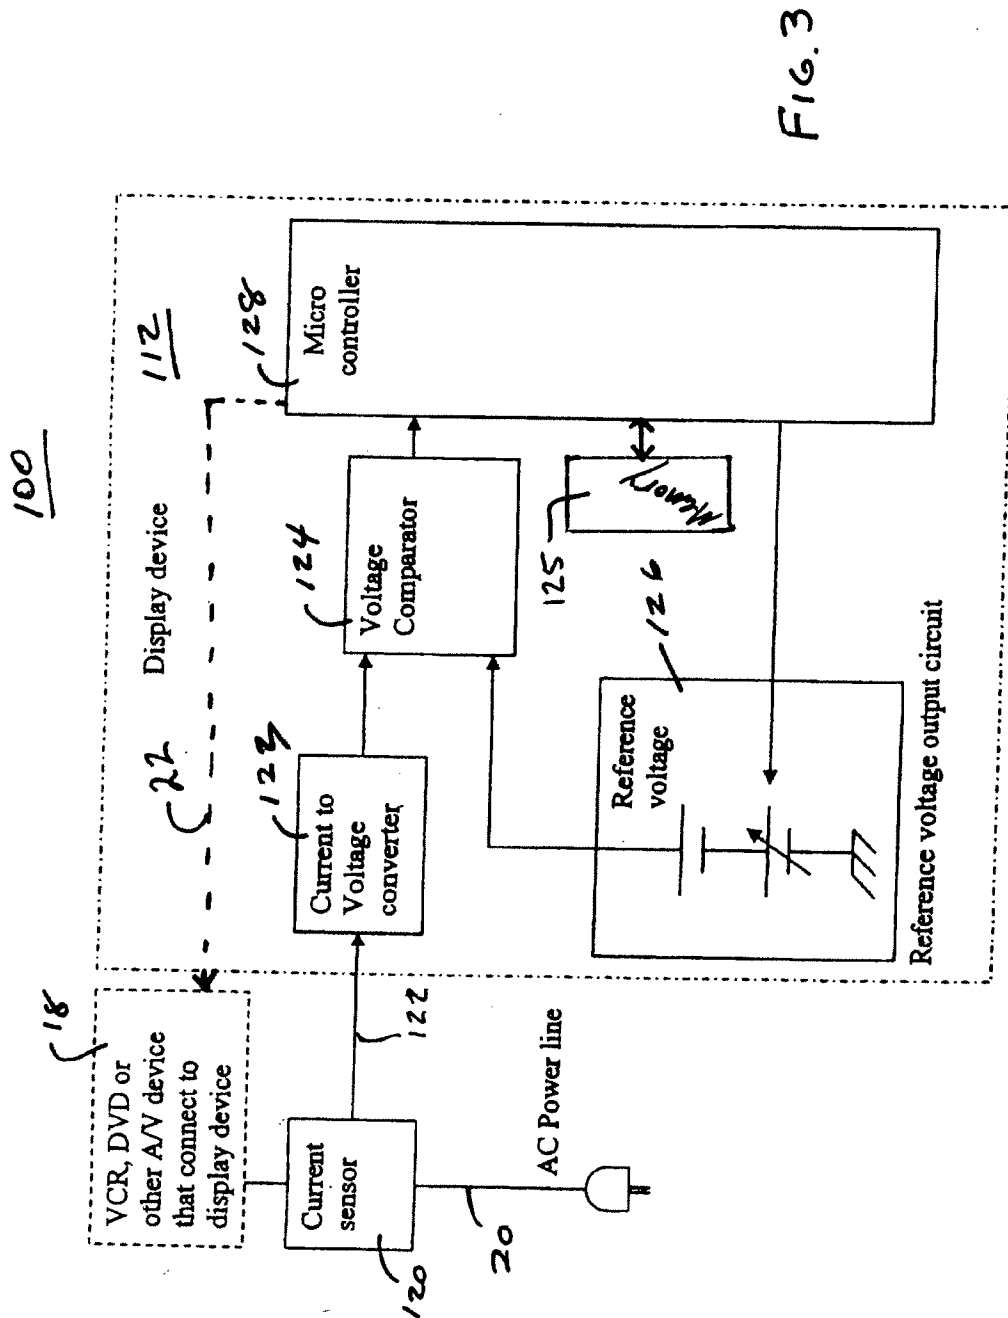 100
112
Display device
22
18
VCR, DVD or
other A/V device
that connect to
display device
Current
sensor
120
20
AC Power line
122
Current to
Voltage
converter
123
Voltage
Comparator
124
Micro
controller
128
Memory
125
126
Reference
voltage
Reference voltage output circuit
FIG. 3